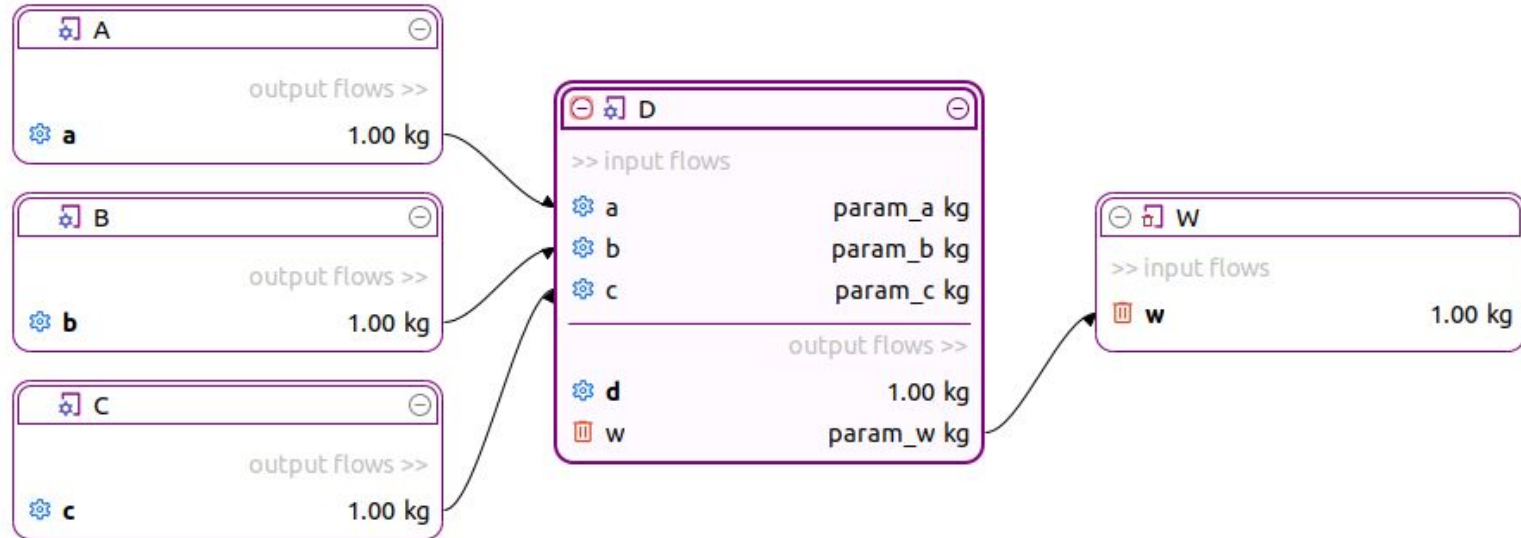 A
output flows >>
a 1.00 kg
B
output flows >>
b 1.00 kg
C
output flows >>
c 1.00 kg
D
>> input flows
a param_a kg
b param_b kg
c param_c kg
output flows >>
d 1.00 kg
w param_w kg
W
>> input flows
w 1.00 kg